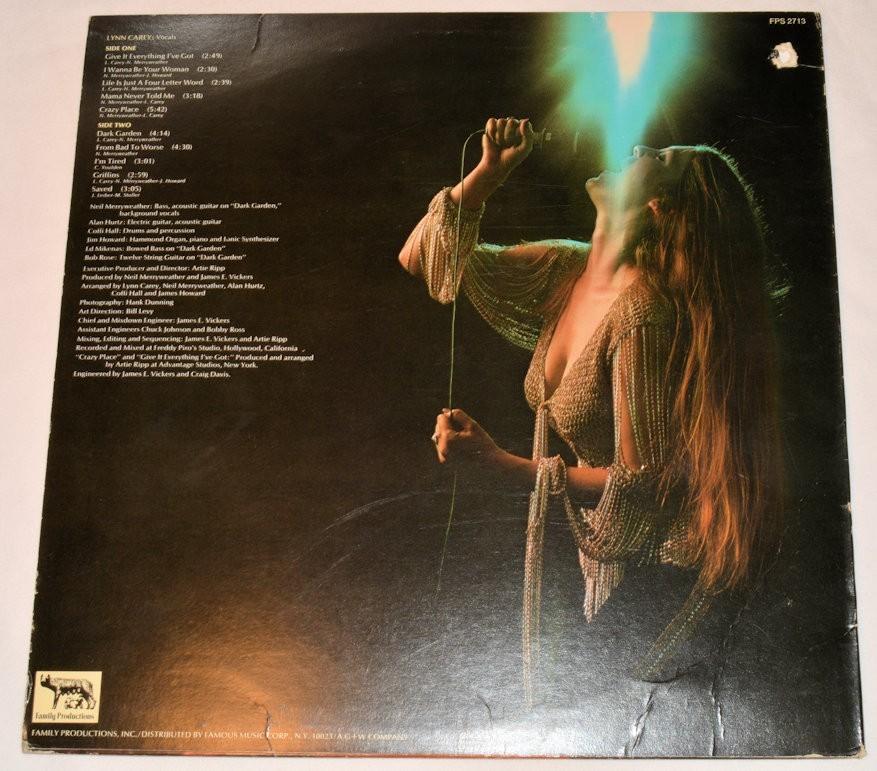 FPS 2713
LYNN CAREY: Vocals
SIDE ONE
Give It Everything I've Got (2:49)
L. Carey-N. Merryweather
I Wanna Be Your Woman (2:30)
N. Merryweather-J. Howard
Life Is Just A Four Letter Word (2:39)
L. Carey-N. Merryweather
Mama Never Told Me (3:18)
N. Merryweather-L. Carey
Crazy Place (5:42)
N. Merryweather-L. Carey
SIDE TWO
Dark Garden (4:14)
L. Carey-N. Merryweather
From Bad To Worse (4:30)
N. Merryweather
I'm Tired (3:01)
C. Youlden
Griffins (2:59)
L. Carey-N. Merryweather-J. Howard
Saved (3:05)
J. Leiber-M. Stoller
Neil Merryweather: Bass, acoustic guitar on "Dark Garden,"
background vocals
Alan Hurtz: Electric guitar, acoustic guitar
Coffi Hall: Drums and percussion
Jim Howard: Hammond Organ, piano and Ianic Synthesizer
Ed Mikenas: Bowed Bass on "Dark Garden"
Bob Rose: Twelve String Guitar on "Dark Garden"
Executive Producer and Director: Artie Ripp
Produced by Neil Merryweather and James E. Vickers
Arranged by Lynn Carey, Neil Merryweather, Alan Hurtz,
Coffi Hall and James Howard
Photography: Hank Dunning
Art Direction: Bill Levy
Chief and Mixdown Engineer: James E. Vickers
Assistant Engineers Chuck Johnson and Bobby Ross
Mixing, Editing and Sequencing: James E. Vickers and Artie Ripp
Recorded and Mixed at Freddy Piro's Studio, Hollywood, California
"Crazy Place" and "Give It Everything I've Got:" Produced and arranged
by Artie Ripp at Advantage Studios, New York.
Engineered by James E. Vickers and Craig Davis.
Family Productions
FAMILY PRODUCTIONS, INC./DISTRIBUTED BY FAMOUS MUSIC CORP., N.Y. 10023/A G+W COMPANY